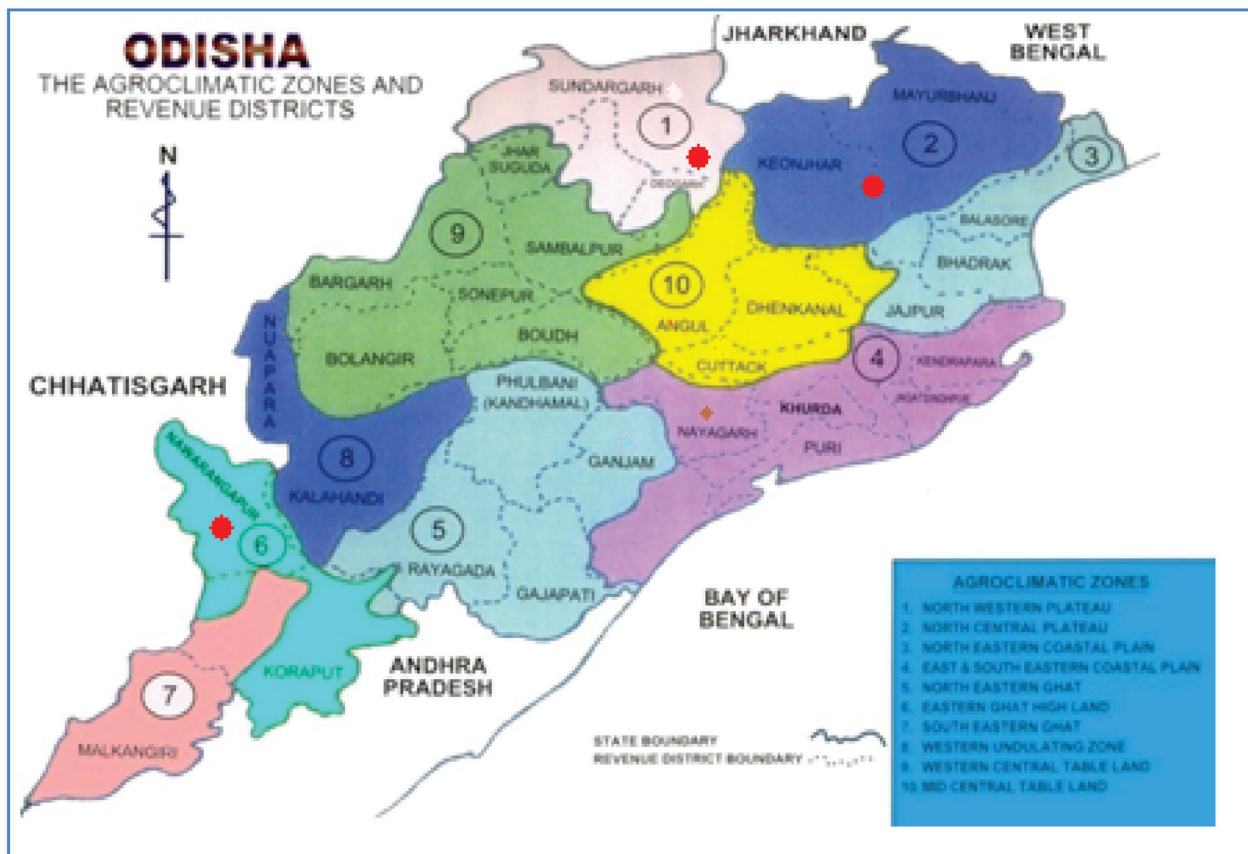 ODISHA
THE AGROCLIMATIC ZONES AND
REVENUE DISTRICTS
N
JHARKHAND
WEST
BENGAL
SUNDARGARH
1
DEOGARH
MAYURBHANJ
2
KEONJHAR
3
BALASORE
BHADRAK
JAJPUR
JHAR
SUGUDA
9
SAMBALPUR
BARGARH
SONEPUR
BOUDH
BOLANGIR
10
ANGUL
DHENKANAL
CUTTACK
4
KENDRAPARA
JAGATSINGHPUR
KHURDA
NAYAGARH
PURI
NUAPARA
CHHATISGARH
PHULBANI
(KANDHAMAL)
GANJAM
8
KALAHANDI
NAWARANGAPUR
6
5
RAYAGADA
GAJAPATI
KORAPUT
7
MALKANGIRI
ANDHRA
PRADESH
BAY OF
BENGAL
STATE BOUNDARY
REVENUE DISTRICT BOUNDARY
AGROCLIMATIC ZONES
1. NORTH WESTERN PLATEAU
2. NORTH CENTRAL PLATEAU
3. NORTH EASTERN COASTAL PLAIN
4. EAST & SOUTH EASTERN COASTAL PLAIN
5. NORTH EASTERN GHAT
6. EASTERN GHAT HIGH LAND
7. SOUTH EASTERN GHAT
8. WESTERN UNDULATING ZONE
9. WESTERN CENTRAL TABLE LAND
10. MID CENTRAL TABLE LAND